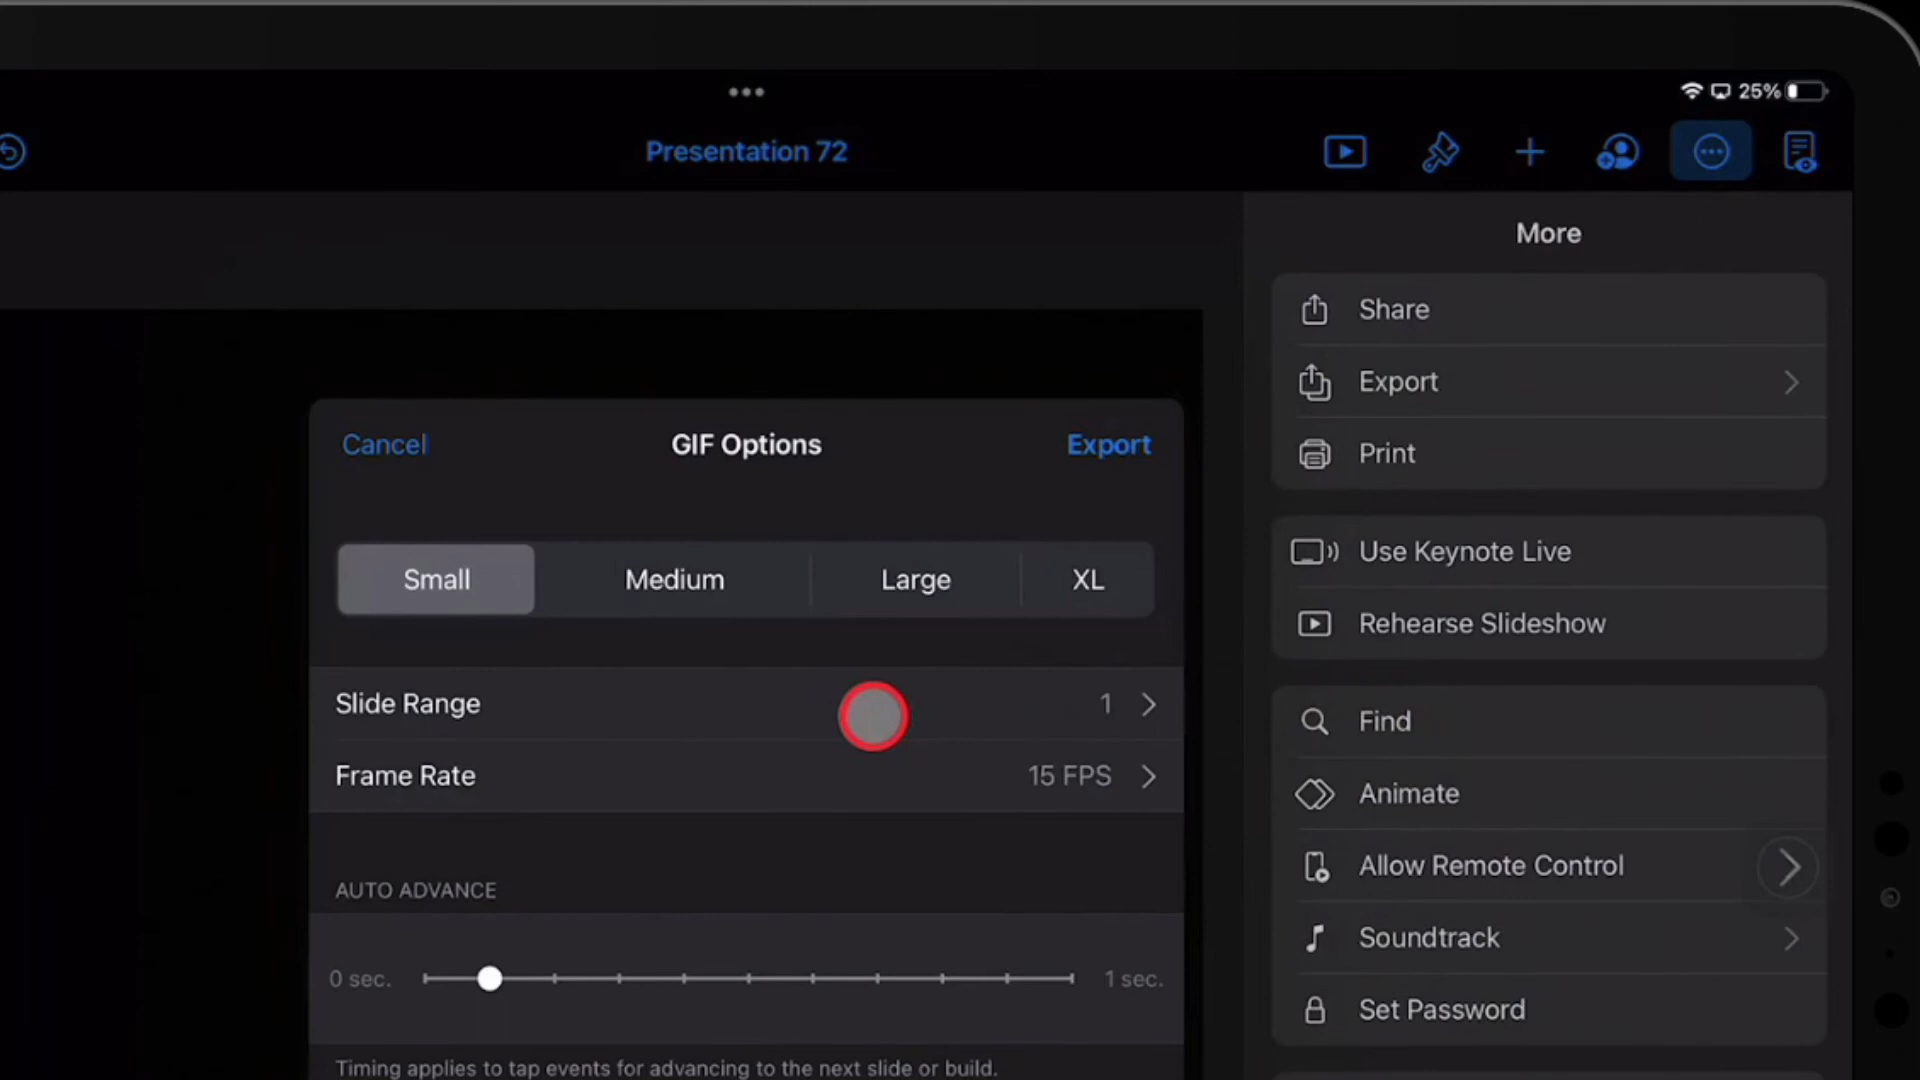 25%
Presentation 72
More
Share
Export
Print
Use Keynote Live
Rehearse Slideshow
Find
Animate
Allow Remote Control
Soundtrack
Set Password
Cancel
GIF Options
Export
Small
Medium
Large
XL
Slide Range
1
Frame Rate
15 FPS
AUTO ADVANCE
0 sec.
1 sec.
Timing applies to tap events for advancing to the next slide or build.